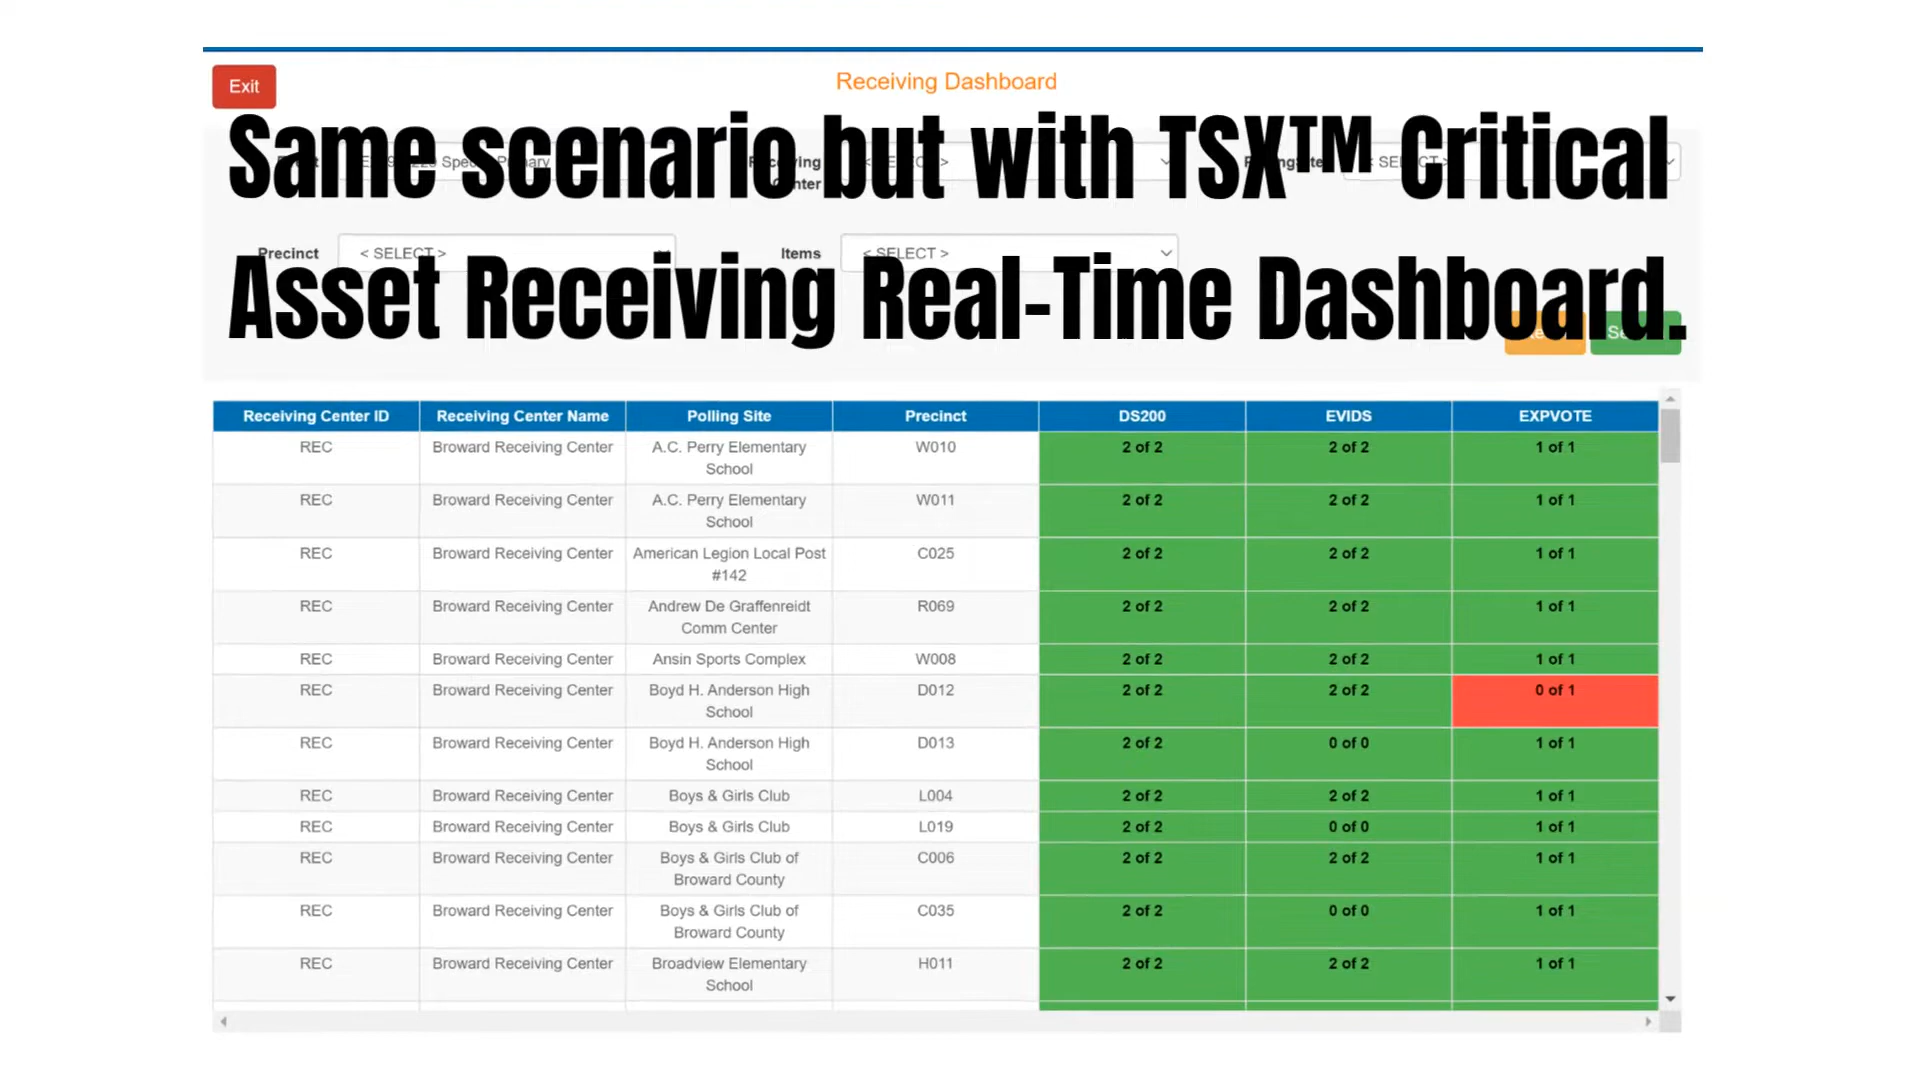 Exit
Receiving Dashboard
Same scenario but with TSX™ Critical
Asset Receiving Real-Time Dashboard.
Receiving
Precinct < SELECT > Items < SELECT >
Receiving Center ID Receiving Center Name Polling Site Precinct DS200 EVIDS EXPVOTE
REC Broward Receiving Center A.C. Perry Elementary W010 2 of 2 2 of 2 1 of 1
School
REC Broward Receiving Center A.C. Perry Elementary W011 2 of 2 2 of 2 1 of 1
School
REC Broward Receiving Center American Legion Local Post C025 2 of 2 2 of 2 1 of 1
#142
REC Broward Receiving Center Andrew De Graffenreidt R069 2 of 2 2 of 2 1 of 1
Comm Center
REC Broward Receiving Center Ansin Sports Complex W008 2 of 2 2 of 2 1 of 1
REC Broward Receiving Center Boyd H. Anderson High D012 2 of 2 2 of 2 0 of 1
School
REC Broward Receiving Center Boyd H. Anderson High D013 2 of 2 0 of 0 1 of 1
School
REC Broward Receiving Center Boys & Girls Club L004 2 of 2 2 of 2 1 of 1
REC Broward Receiving Center Boys & Girls Club L019 2 of 2 0 of 0 1 of 1
REC Broward Receiving Center Boys & Girls Club of C006 2 of 2 2 of 2 1 of 1
Broward County
REC Broward Receiving Center Boys & Girls Club of C035 2 of 2 0 of 0 1 of 1
Broward County
REC Broward Receiving Center Broadview Elementary H011 2 of 2 2 of 2 1 of 1
School